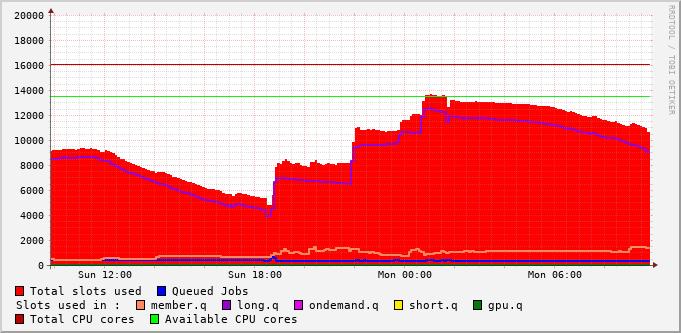 20000
18000
16000
14000
12000
10000
8000
6000
4000
2000
0
Sun 12:00 Sun 18:00 Mon 00:00 Mon 06:00
RRDTOOL / TOBI OETIKER
Total slots used Queued Jobs
Slots used in : member.q long.q ondemand.q short.q gpu.q
Total CPU cores Available CPU cores